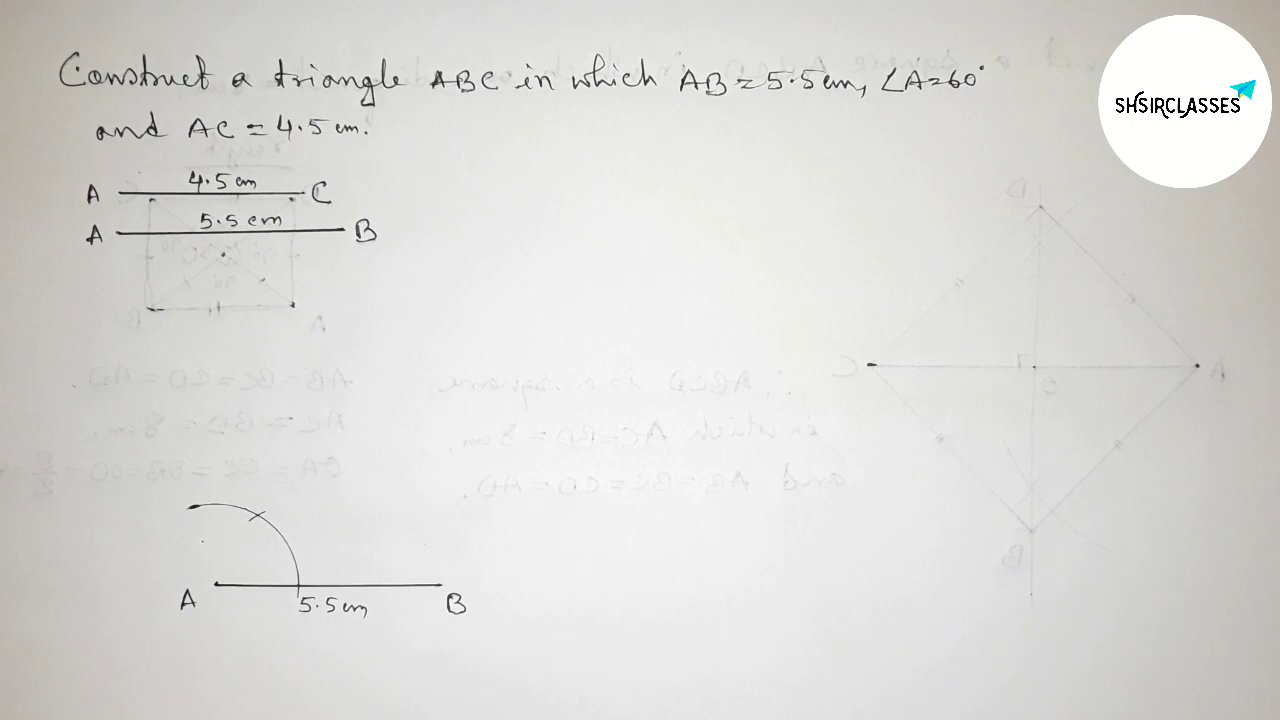 Construct a triangle ABC in which AB = 5.5 cm, ∠A = 60°
and AC = 4.5 cm.
SHSIRCLASSES
A 4.5 cm C
A 5.5 cm B
A 5.5 cm B